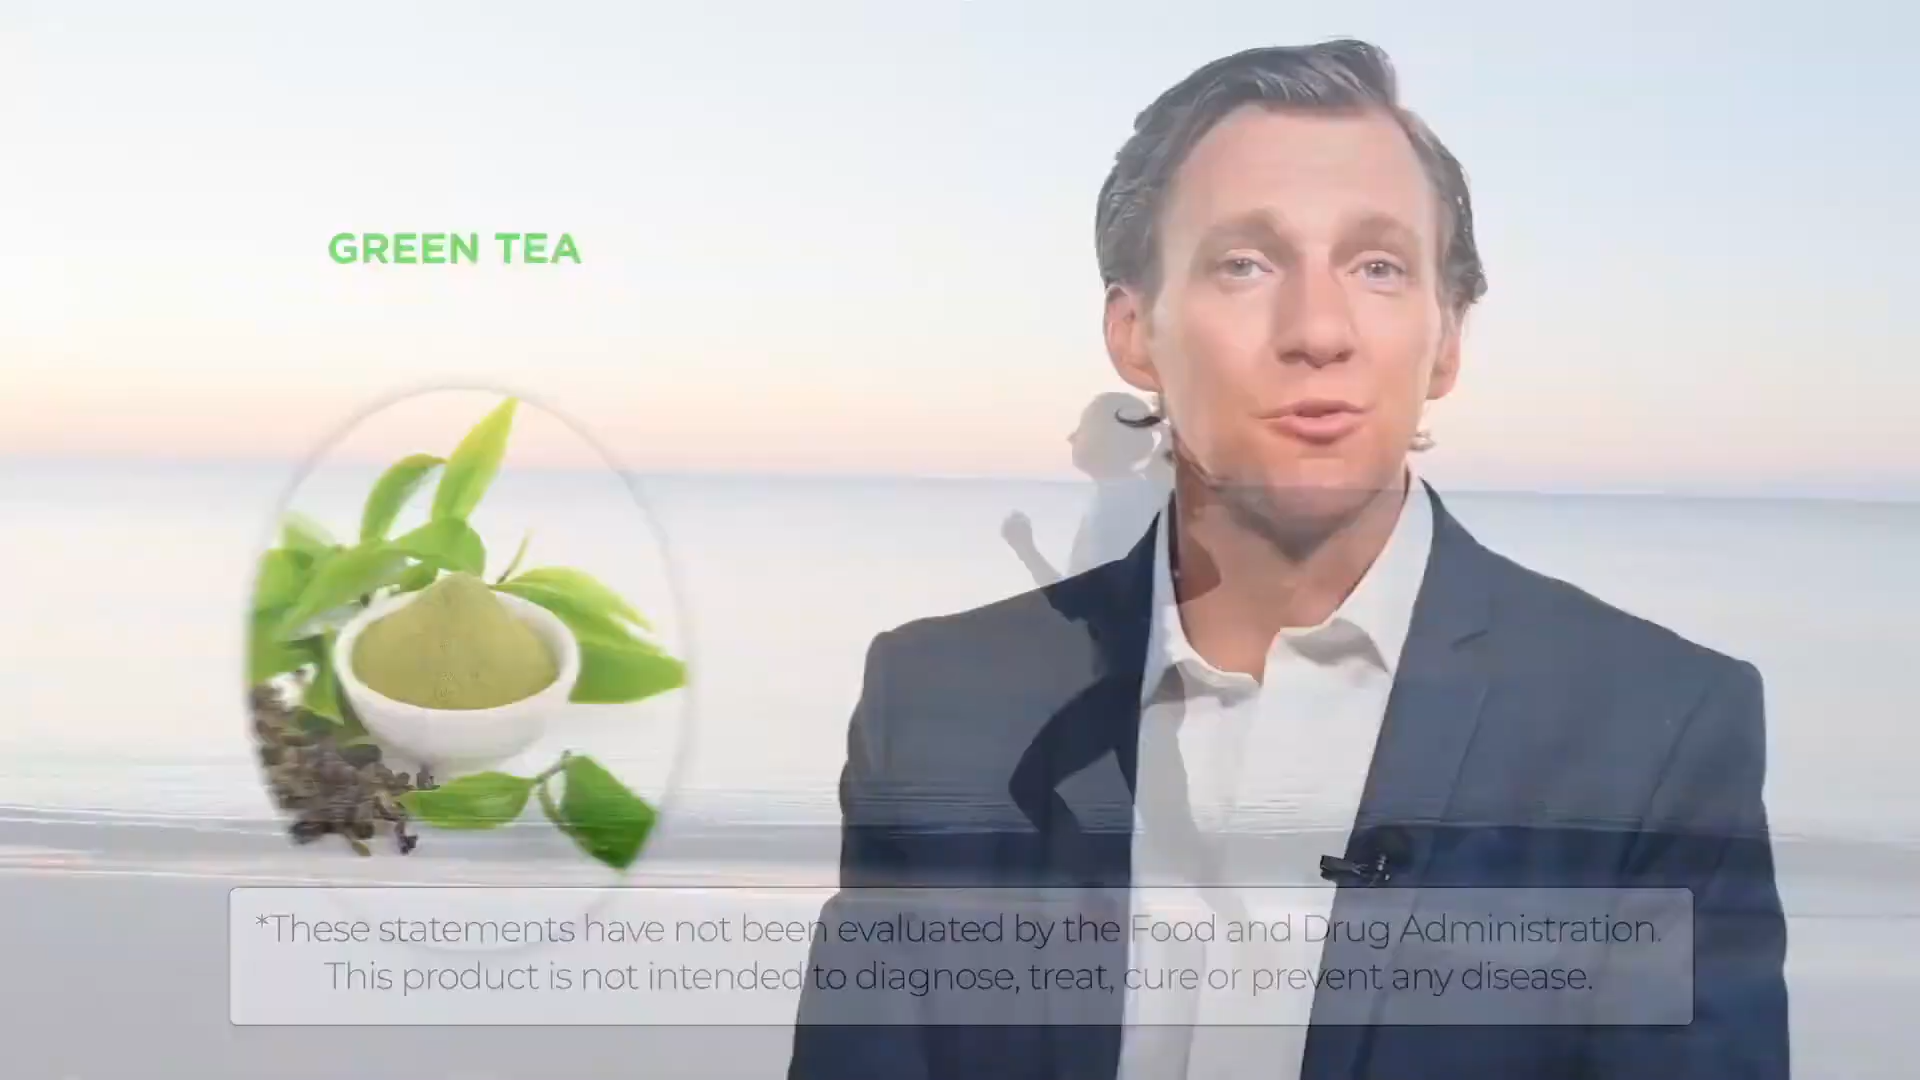 GREEN TEA
*These statements have not been evaluated by the Food and Drug Administration.
This product is not intended to diagnose, treat, cure or prevent any disease.